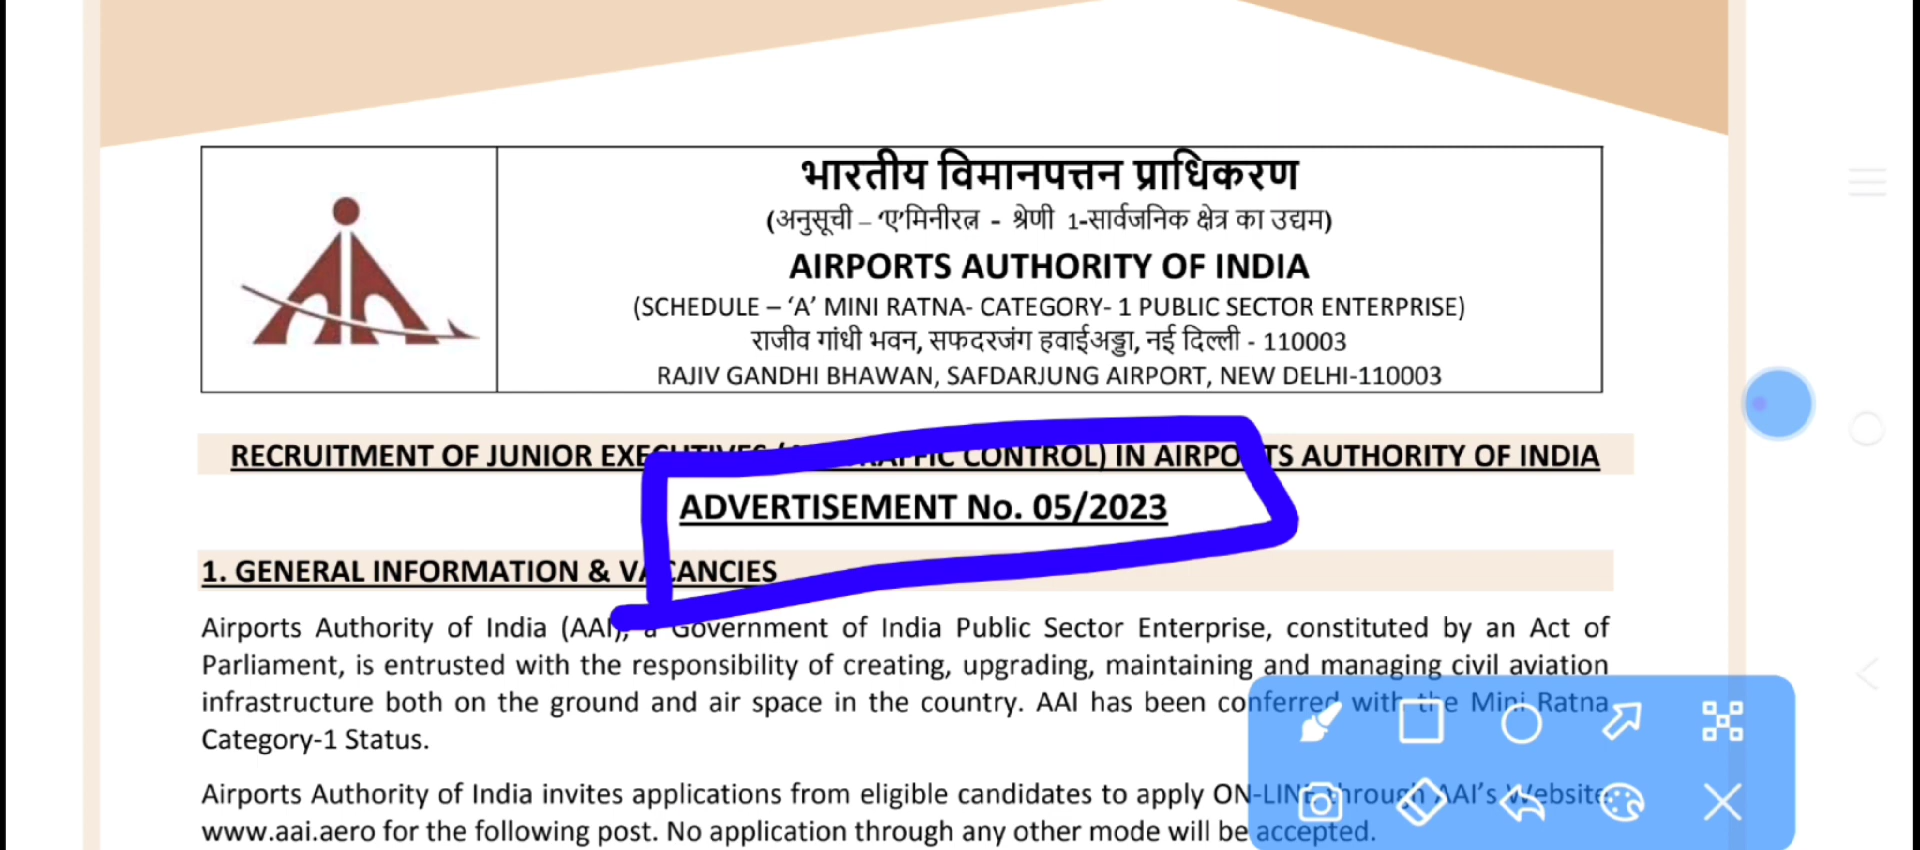 भारतीय विमानपत्तन प्राधिकरण
(अनुसूची – ‘ए’मिनीरत्न - श्रेणी 1-सार्वजनिक क्षेत्र का उद्यम)
AIRPORTS AUTHORITY OF INDIA
(SCHEDULE – ‘A’ MINI RATNA- CATEGORY- 1 PUBLIC SECTOR ENTERPRISE)
राजीव गांधी भवन, सफदरजंग हवाईअड्डा, नई दिल्ली - 110003
RAJIV GANDHI BHAWAN, SAFDARJUNG AIRPORT, NEW DELHI-110003
RECRUITMENT OF JUNIOR EXECUTIVES TRAFFIC CONTROL) IN AIRPORTS AUTHORITY OF INDIA
ADVERTISEMENT No. 05/2023
1. GENERAL INFORMATION & VACANCIES
Airports Authority of India (AAI), a Government of India Public Sector Enterprise, constituted by an Act of
Parliament, is entrusted with the responsibility of creating, upgrading, maintaining and managing civil aviation
infrastructure both on the ground and air space in the country. AAI has been conferred with the Mini Ratna
Category-1 Status.
Airports Authority of India invites applications from eligible candidates to apply ON-LINE through AAI’s Website
www.aai.aero for the following post. No application through any other mode will be accepted.